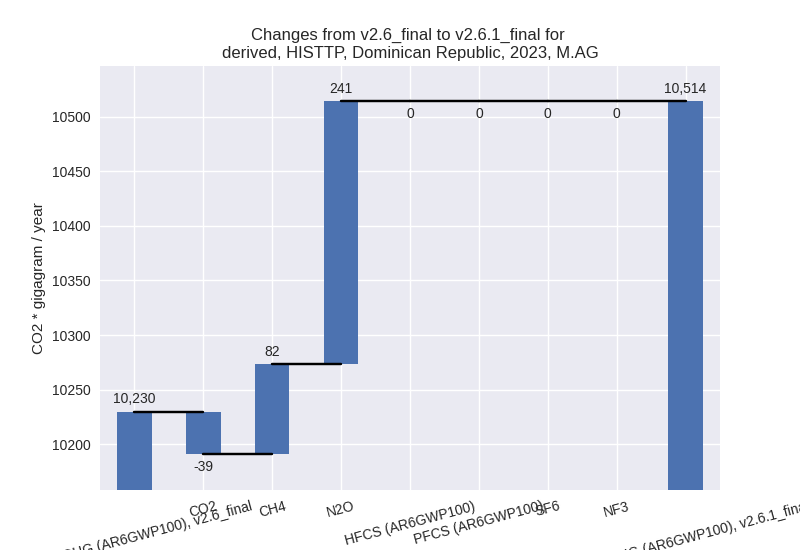 Changes from v2.6_final to v2.6.1_final for
derived, HISTTP, Dominican Republic, 2023, M.AG
CO2 * gigagram / year
10500
10450
10400
10350
10300
10250
10200
10,230
-39
82
241
0
0
0
0
10,514
(AR6GWP100), v2.6_final
CO2
CH4
N2O
HFCS (AR6GWP100)
PFCS (AR6GWP100)
SF6
NF3
(AR6GWP100), v2.6.1_fina